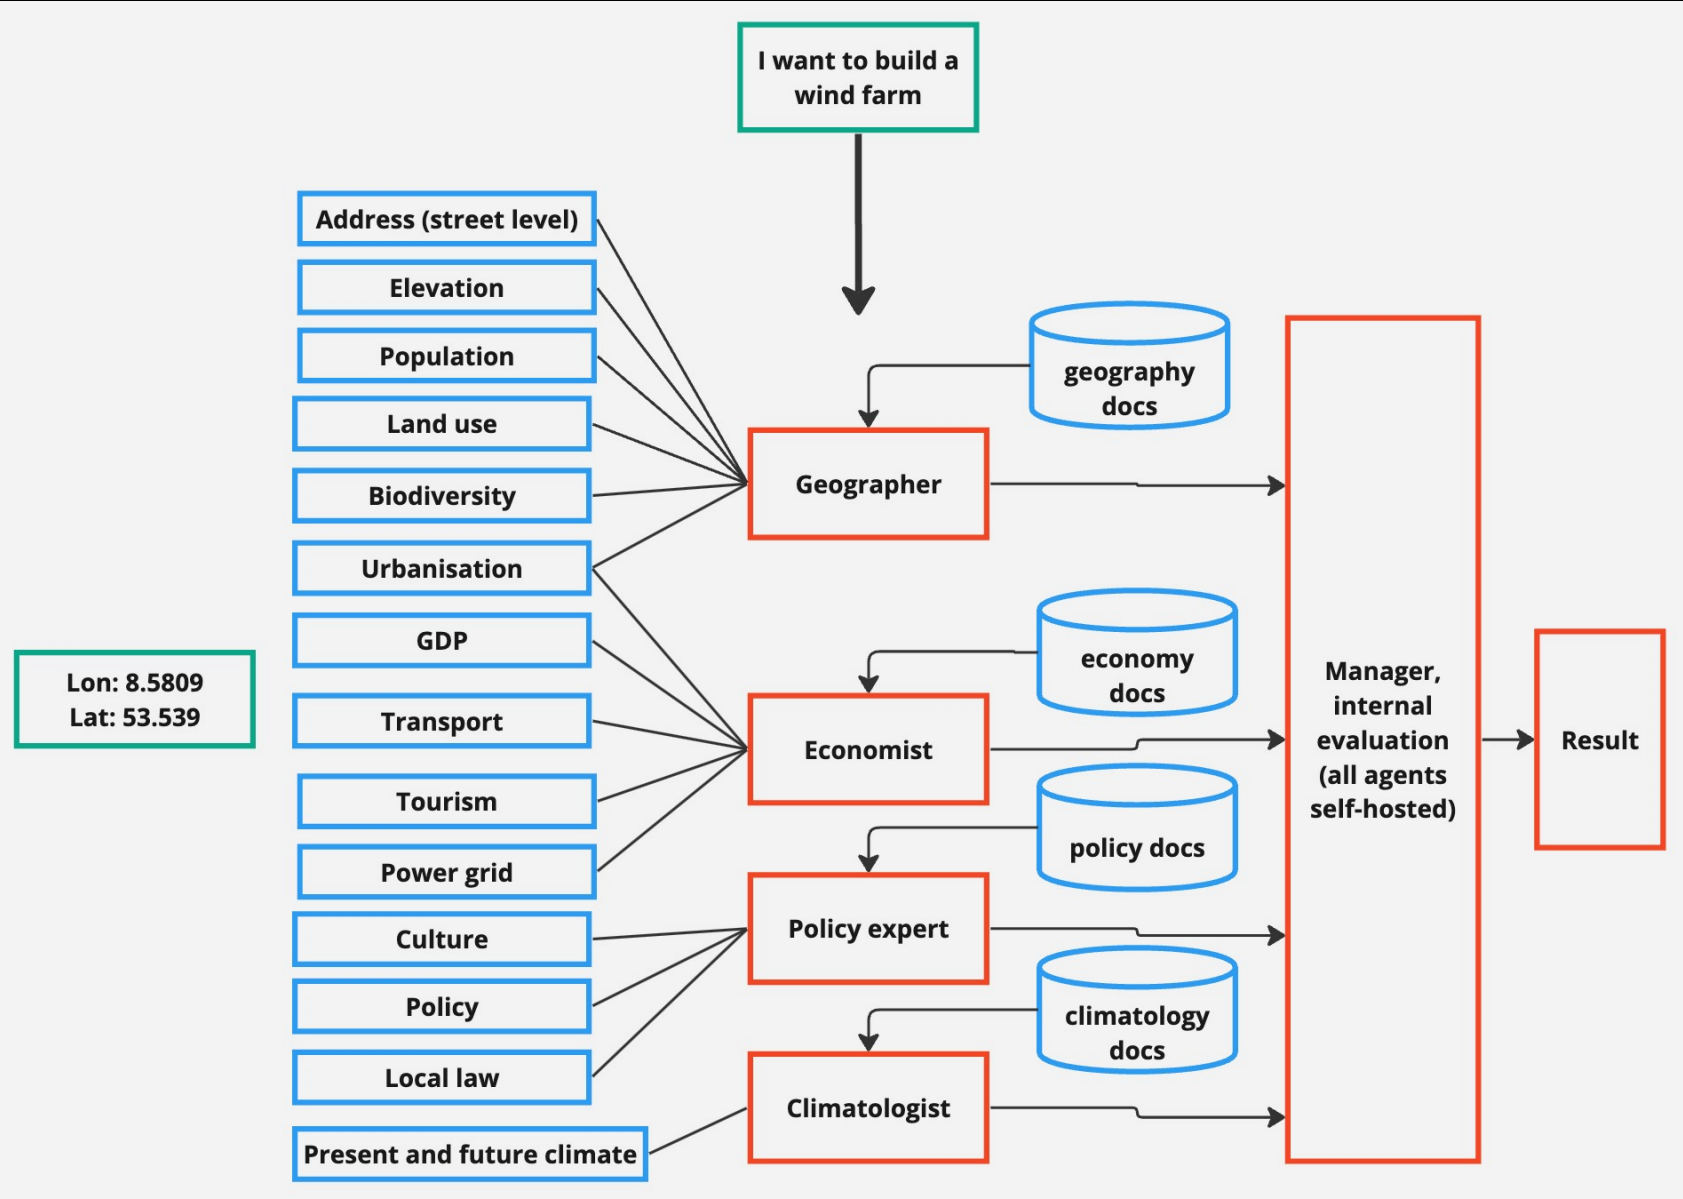 I want to build a
wind farm
Address (street level)
Elevation
Population
Land use
Biodiversity
Urbanisation
GDP
Transport
Tourism
Power grid
Culture
Policy
Local law
Present and future climate
Lon: 8.5809
Lat: 53.539
geography
docs
Geographer
economy
docs
Economist
policy docs
Policy expert
climatology
docs
Climatologist
Manager,
internal
evaluation
(all agents
self-hosted)
Result